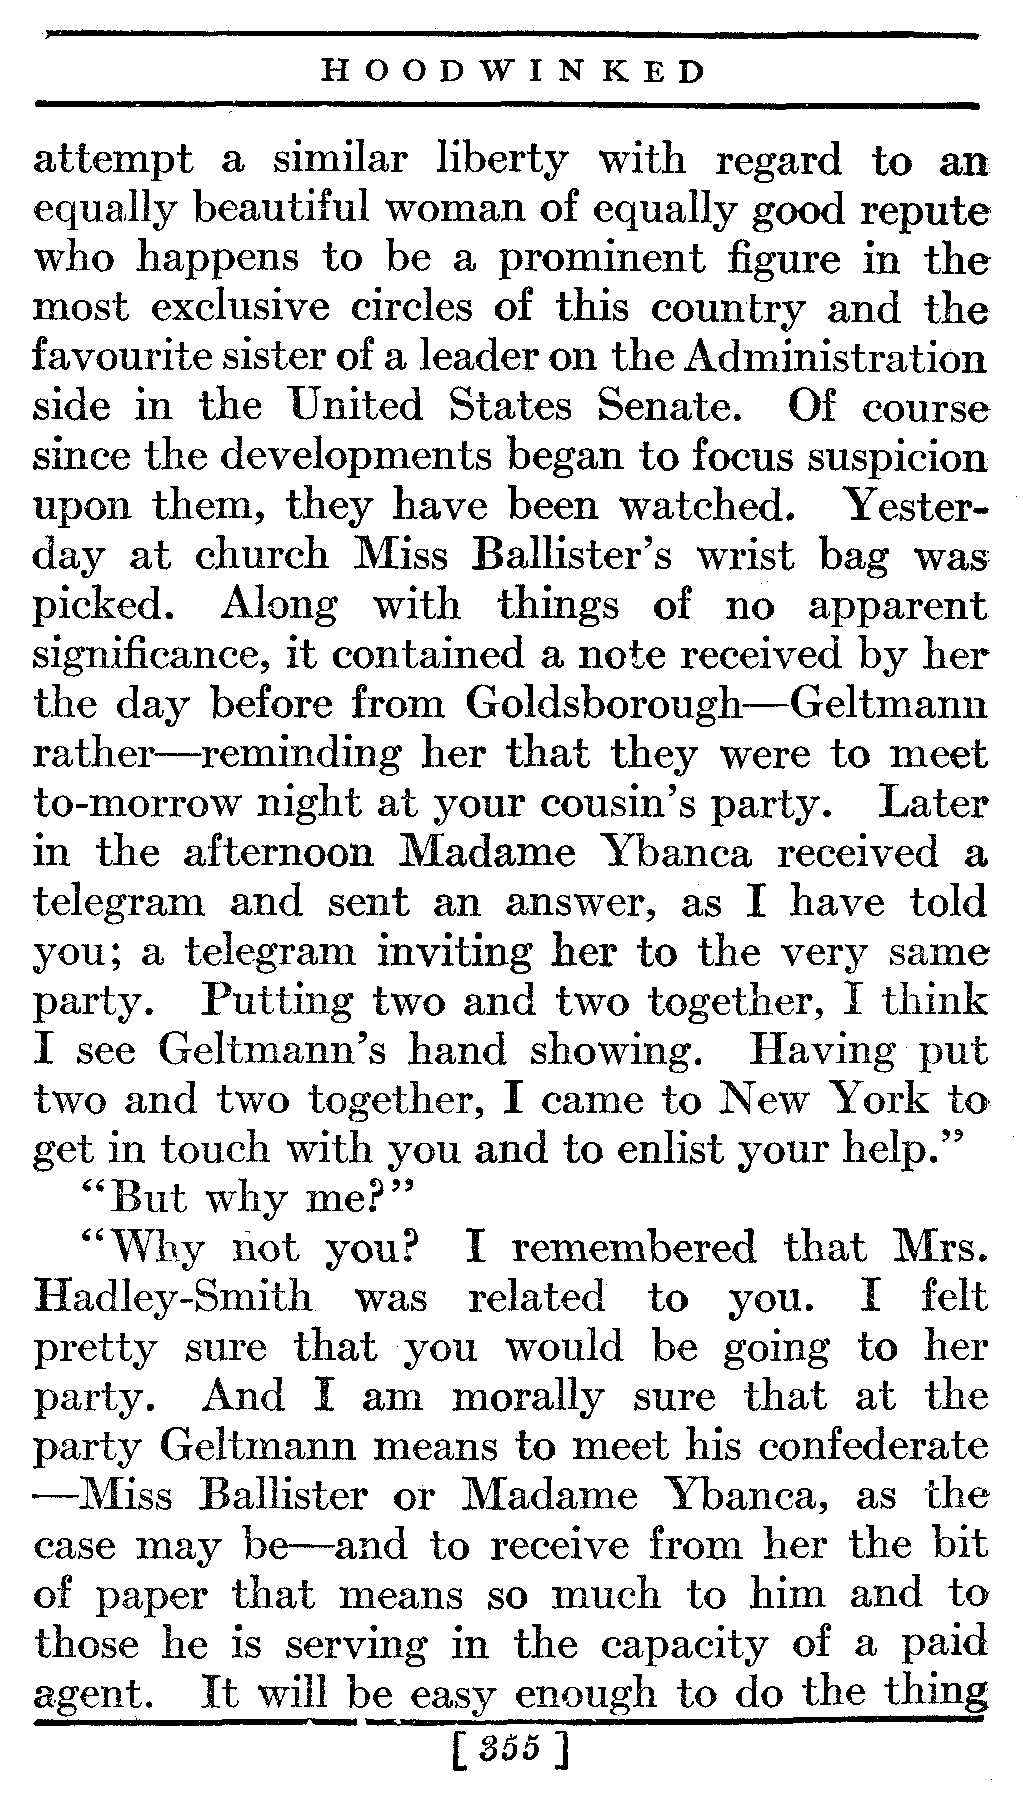 HOODWINKED
attempt a similar liberty with regard to an
equally beautiful woman of equally good repute
who happens to be a prominent figure in the
most exclusive circles of this country and the
favourite sister of a leader on the Administration
side in the United States Senate. Of course
since the developments began to focus suspicion
upon them, they have been watched. Yester-
day at church Miss Ballister's wrist bag was
picked. Along with things of no apparent
significance, it contained a note received by her
the day before from Goldsborough—Geltmann
rather—reminding her that they were to meet
to-morrow night at your cousin's party. Later
in the afternoon Madame Ybanca received a
telegram and sent an answer, as I have told
you; a telegram inviting her to the very same
party. Putting two and two together, I think
I see Geltmann's hand showing. Having put
two and two together, I came to New York to
get in touch with you and to enlist your help."
"But why me?"
"Why not you? I remembered that Mrs.
Hadley-Smith was related to you. I felt
pretty sure that you would be going to her
party. And I am morally sure that at the
party Geltmann means to meet his confederate
—Miss Ballister or Madame Ybanca, as the
case may be—and to receive from her the bit
of paper that means so much to him and to
those he is serving in the capacity of a paid
agent. It will be easy enough to do the thing
[ 355 ]